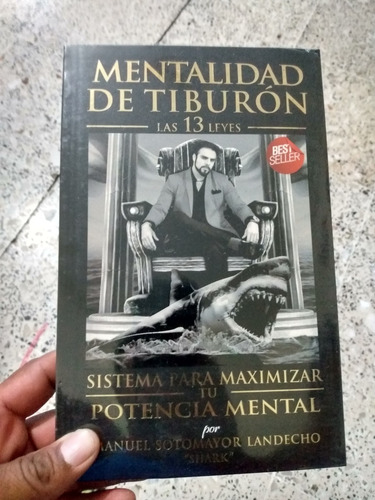 MENTALIDAD
DE TIBURÓN
LAS 13 LEYES
BEST
SELLER
SISTEMA PARA MAXIMIZAR
TU
POTENCIA MENTAL
por
MANUEL SOTOMAYOR LANDECHO
"SHARK"